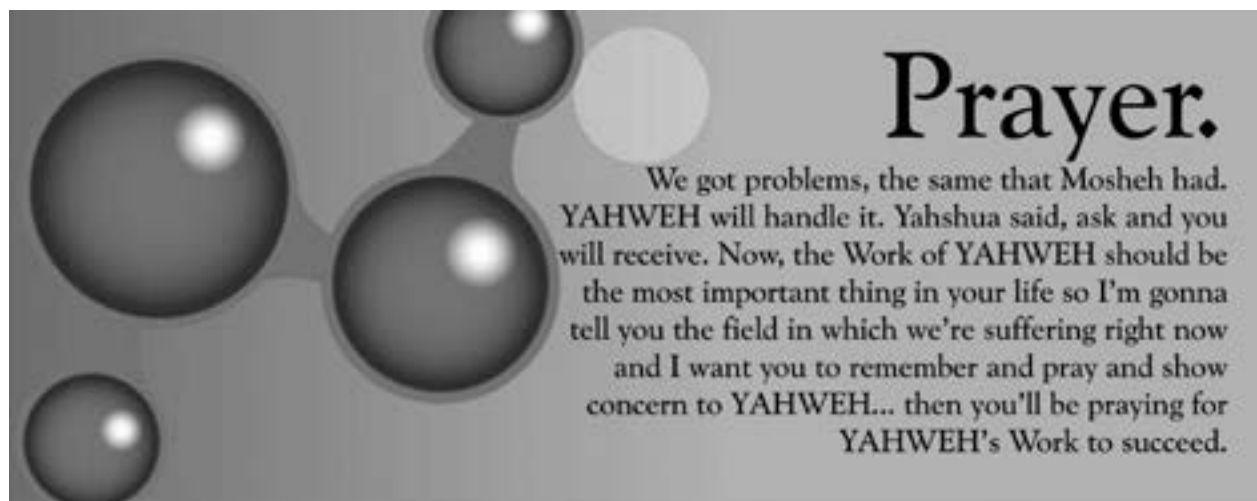 Prayer.
We got problems, the same that Mosheh had.
YAHWEH will handle it. Yahshua said, ask and you
will receive. Now, the Work of YAHWEH should be
the most important thing in your life so I'm gonna
tell you the field in which we're suffering right now
and I want you to remember and pray and show
concern to YAHWEH... then you'll be praying for
YAHWEH's Work to succeed.